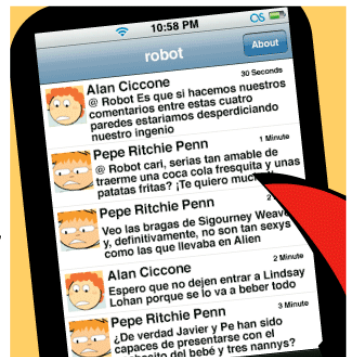 10:58 PM
robot
About
Alan Ciccone
30 Seconds
@ Robot Es que si hacemos nuestros
comentarios entre estas cuatro
paredes estaríamos desperdiciando
nuestro ingenio
Pepe Ritchie Penn
1 Minute
@ Robot cari, serias tan amable de
traerme una coca cola fresquita y unas
patatas fritas? ¡Te quiero
Pepe Ritchie Penn
2
Veo las bragas de Sigourney
y, definitivamente, no son tan sexys
como las que llevaba en Alien
Alan Ciccone
2 Minute
Espero que no dejen entrar a Lindsay
Lohan porque se lo va a beber todo
Pepe Ritchie Penn
3 Minute
¿De verdad Javier y Pe han sido
capaces de presentarse con el
del bebé y tres nannys?